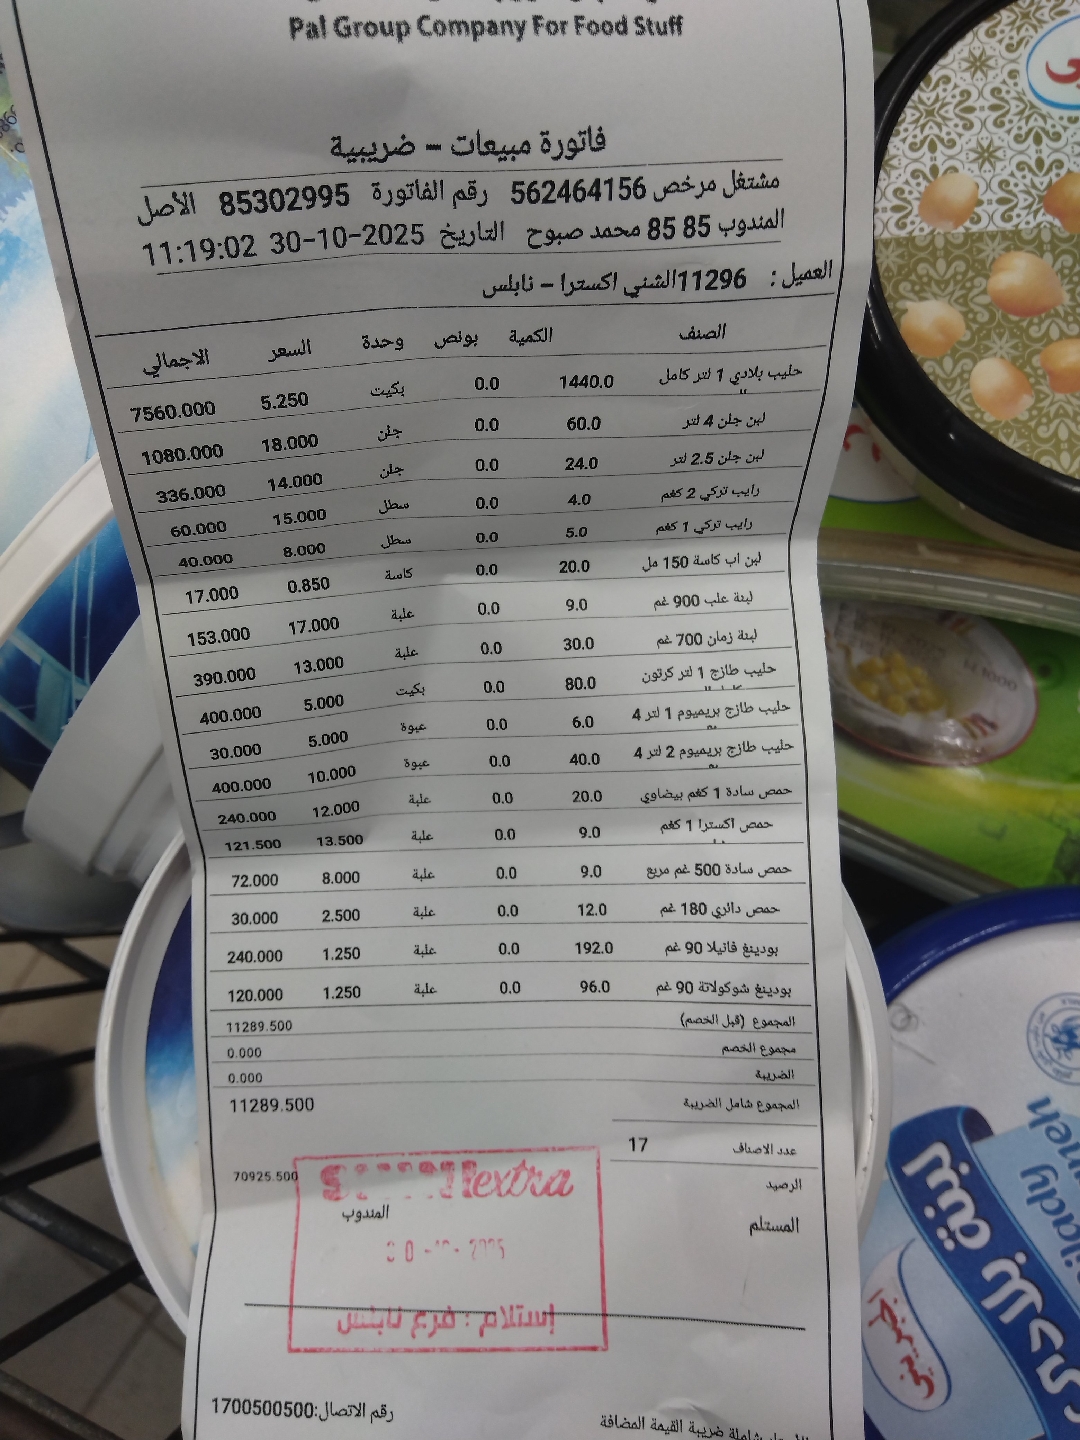 Pal Group Company For Food Stuff
فاتورة مبيعات - ضريبية
مشتغل مرخص 562464156 رقم الفاتورة 85302995 الأصل
المندوب 85 85 محمد صبوح التاريخ 30-10-2025 11:19:02
العميل : 11296الشني اكسترا - نابلس
الصنف الكمية بونص وحدة السعر الاجمالي
حليب بلادي 1 لتر كامل 1440.0 0.0 بكيت 5.250 7560.000
لبن جلن 4 لتر 60.0 0.0 جلن 18.000 1080.000
لبن جلن 2.5 لتر 24.0 0.0 جلن 14.000 336.000
رايب تركي 2 كغم 4.0 0.0 سطل 15.000 60.000
رايب تركي 1 كغم 5.0 0.0 سطل 8.000 40.000
لبن اب كاسة 150 مل 20.0 0.0 كاسة 0.850 17.000
لبنة علب 900 غم 9.0 0.0 علبة 17.000 153.000
لبنة زمان 700 غم 30.0 0.0 علبة 13.000 390.000
حليب طازج 1 لتر كرتون 80.0 0.0 بكيت 5.000 400.000
حليب طازج بريميوم 1 لتر 4 6.0 0.0 عبوة 5.000 30.000
حليب طازج بريميوم 2 لتر 4 40.0 0.0 عبوة 10.000 400.000
حمص سادة 1 كغم بيضاوي 20.0 0.0 علبة 12.000 240.000
حمص اكسترا 1 كغم 9.0 0.0 علبة 13.500 121.500
حمص سادة 500 غم مربع 9.0 0.0 علبة 8.000 72.000
حمص دائري 180 غم 12.0 0.0 علبة 2.500 30.000
بودينغ فانيلا 90 غم 192.0 0.0 علبة 1.250 240.000
بودينغ شوكولاتة 90 غم 96.0 0.0 علبة 1.250 120.000
المجموع (قبل الخصم) 11289.500
مجموع الخصم 0.000
الضريبة 0.000
المجموع شامل الضريبة 11289.500
عدد الاصناف 17
الرصيد 70925.500
extra
المستلم المندوب
إستلام : فرع نابلس
رقم الاتصال:1700500500
شاملة ضريبة القيمة المضافة
لبنة بلادي
الجنيدي